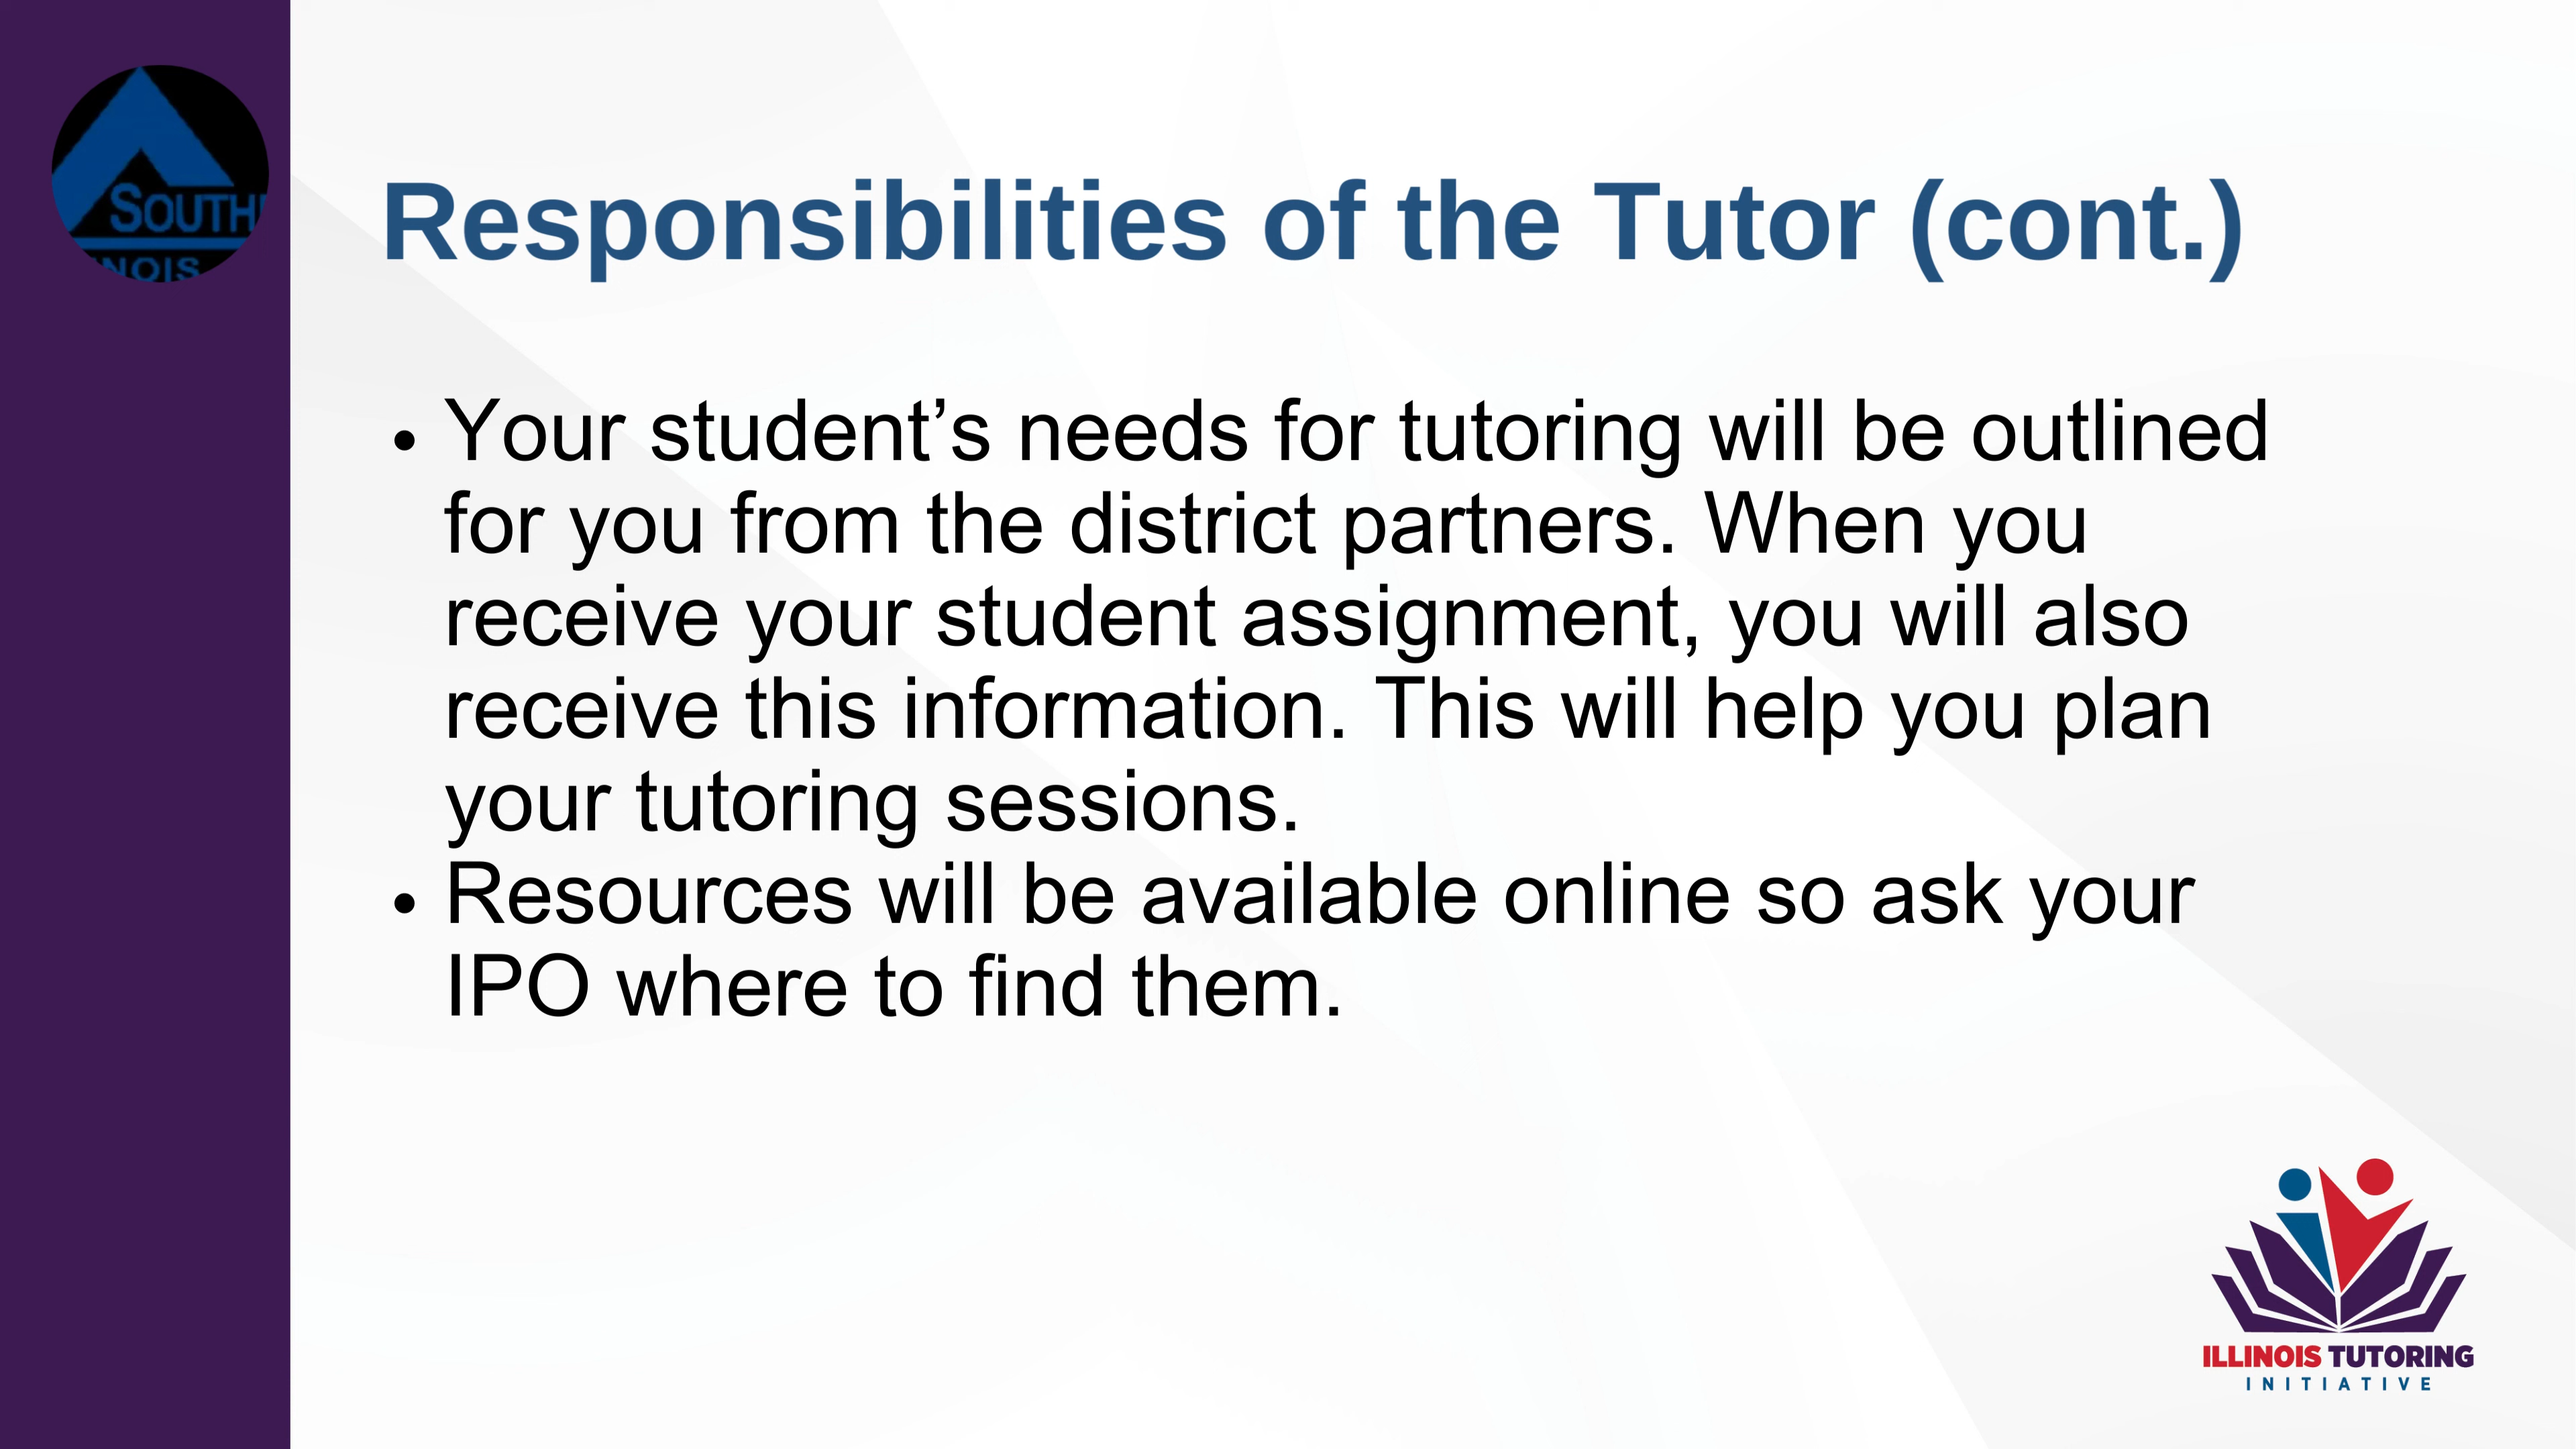 Responsibilities of the Tutor (cont.)
• Your student’s needs for tutoring will be outlined
for you from the district partners. When you
receive your student assignment, you will also
receive this information. This will help you plan
your tutoring sessions.
• Resources will be available online so ask your
IPO where to find them.
SOUTH
NOIS
ILLINOIS TUTORING
INITIATIVE